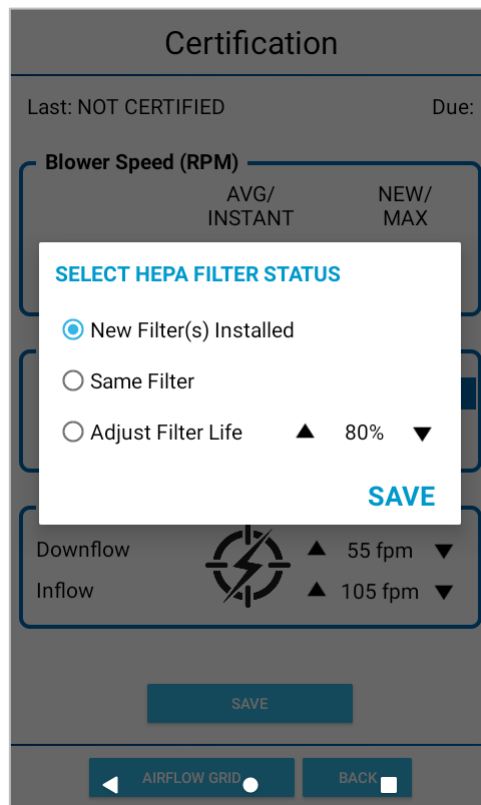 Certification
Last: NOT CERTIFIED Due:
Blower Speed (RPM)
AVG/ NEW/
INSTANT MAX
SELECT HEPA FILTER STATUS
New Filter(s) Installed
Same Filter
Adjust Filter Life ▲ 80% ▼
SAVE
Downflow ▲ 55 fpm ▼
Inflow ▲ 105 fpm ▼
SAVE
AIRFLOW GRID BACK